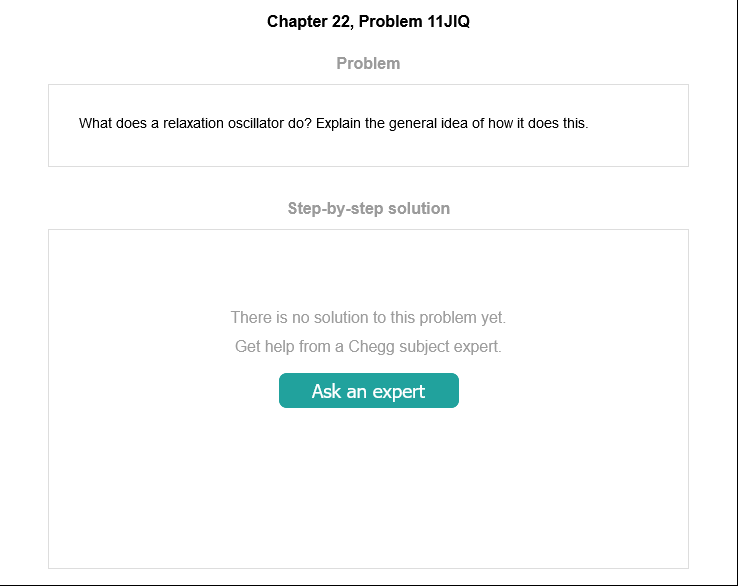 Chapter 22, Problem 11JIQ
Problem
What does a relaxation oscillator do? Explain the general idea of how it does this.
Step-by-step solution
There is no solution to this problem yet.
Get help from a Chegg subject expert.
Ask an expert